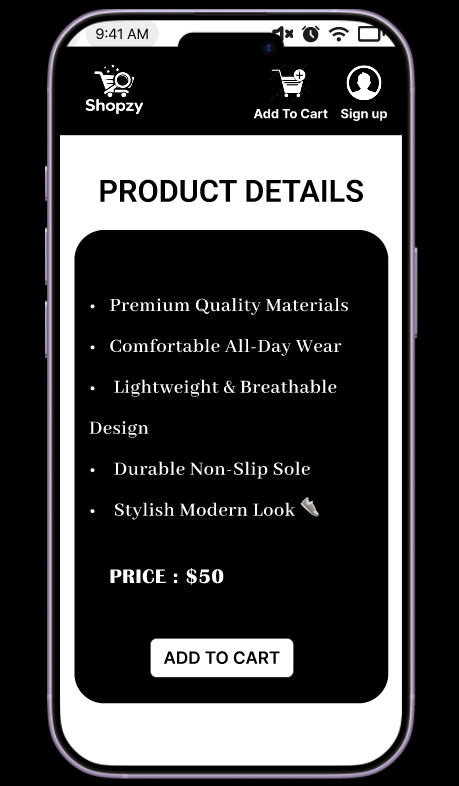 9:41 AM
Shopzy
Add To Cart
Sign up
PRODUCT DETAILS
• Premium Quality Materials
• Comfortable All-Day Wear
• Lightweight & Breathable
Design
• Durable Non-Slip Sole
• Stylish Modern Look 👟
PRICE : $50
ADD TO CART